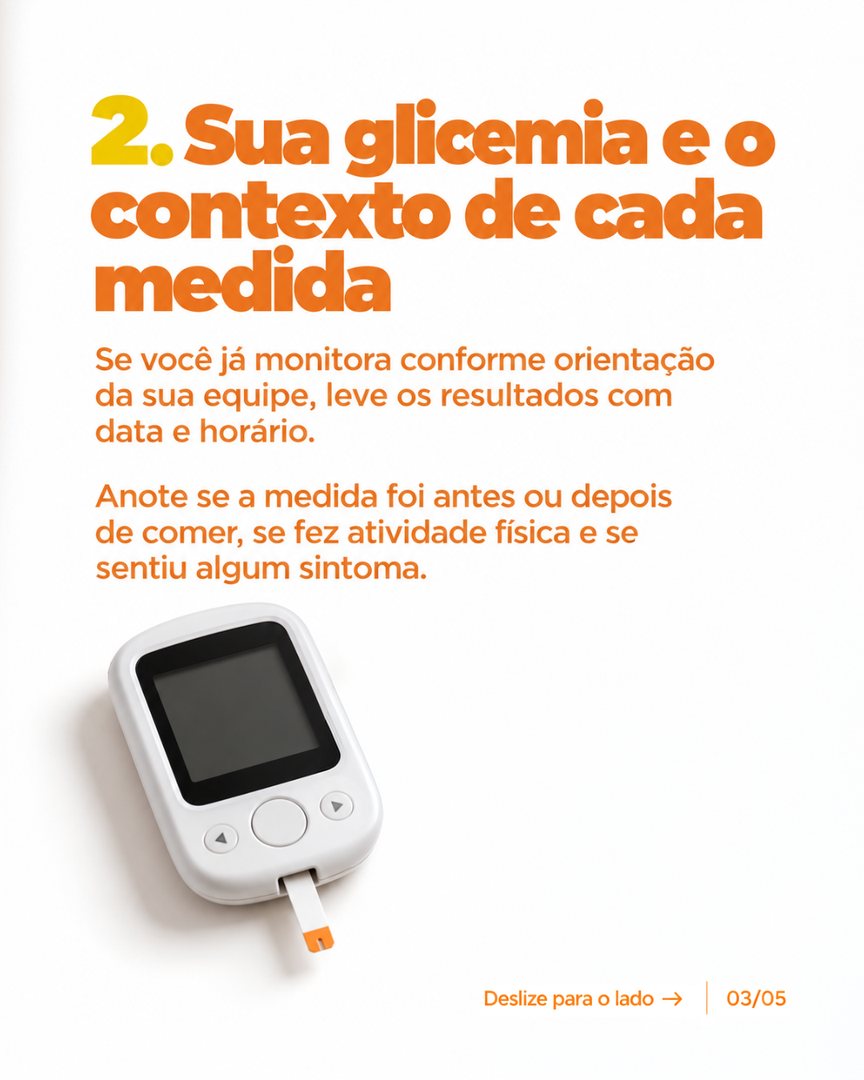 2. Sua glicemia e o
contexto de cada
medida
Se você já monitora conforme orientação
da sua equipe, leve os resultados com
data e horário.
Anote se a medida foi antes ou depois
de comer, se fez atividade física e se
sentiu algum sintoma.
Deslize para o lado → | 03/05